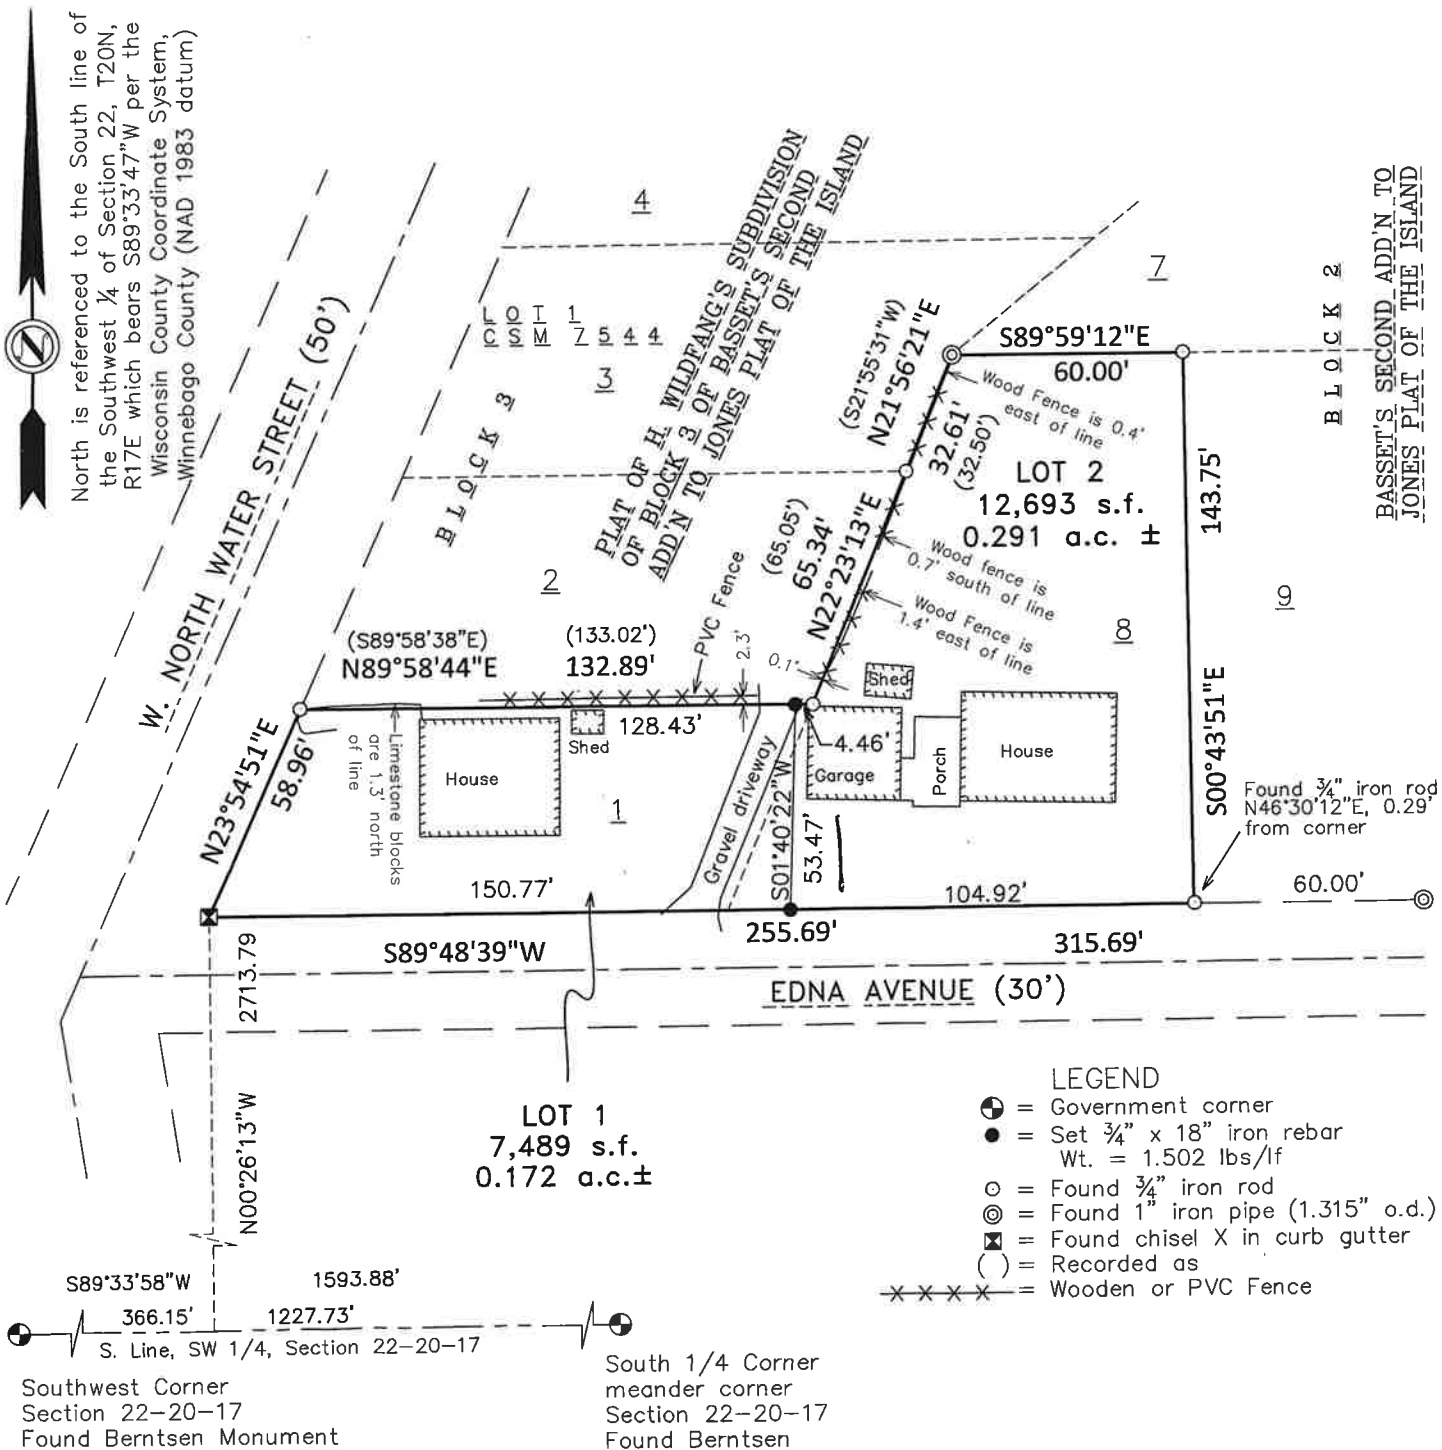 North is referenced to the South line of
the Southwest ¼ of Section 22, T20N,
R17E which bears S89°33'47"W per the
Wisconsin County Coordinate System,
Winnebago County (NAD 1983 datum)
N
W. NORTH WATER STREET (50')
4
LOT 1
CSM 7544
3
BLOCK 3
2
PLAT OF H. WILDFANG'S SUBDIVISION
OF BLOCK 3 OF BASSET'S SECOND
ADD'N TO JONES PLAT OF THE ISLAND
7
BLOCK 2
BASSET'S SECOND ADD'N TO
JONES PLAT OF THE ISLAND
S89°59'12"E
60.00'
(S21°55'31"W)
N21°56'21"E
32.61'
(32.50')
Wood Fence is 0.4'
east of line
LOT 2
12,693 s.f.
0.291 a.c. ±
143.75'
S00°43'51"E
(65.05')
65.34'
N22°23'13"E
Wood fence is
0.7' south of line
Wood Fence is
1.4' east of line
8
9
PVC Fence
2.3'
0.1'
(S89°58'38"E)
N89°58'44"E
(133.02')
132.89'
128.43'
Shed
Shed
N23°54'51"E
58.96'
Limestone blocks
are 1.3' north
of line
House
1
Gravel driveway
S01°40'22"W
53.47'
4.46'
Garage
Porch
House
Found ¾" iron rod
N46°30'12"E, 0.29'
from corner
150.77'
104.92'
60.00'
S89°48'39"W
255.69'
315.69'
EDNA AVENUE (30')
2713.79
N00°26'13"W
LOT 1
7,489 s.f.
0.172 a.c.±
LEGEND
= Government corner
= Set ¾" x 18" iron rebar
Wt. = 1.502 lbs/lf
= Found ¾" iron rod
= Found 1" iron pipe (1.315" o.d.)
= Found chisel X in curb gutter
( ) = Recorded as
= Wooden or PVC Fence
S89°33'58"W
1593.88'
366.15'
1227.73'
S. Line, SW 1/4, Section 22-20-17
Southwest Corner
Section 22-20-17
Found Berntsen Monument
South 1/4 Corner
meander corner
Section 22-20-17
Found Berntsen